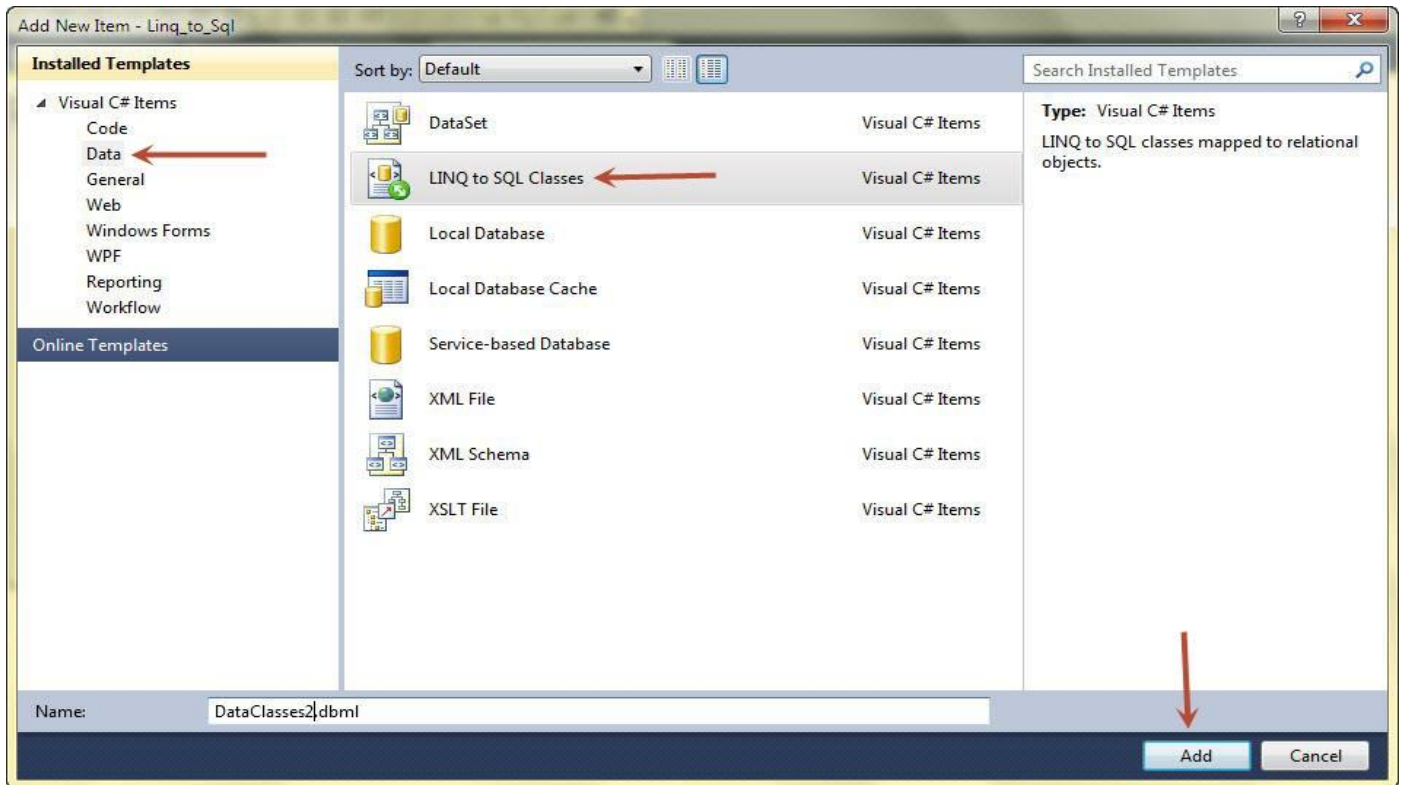 Add New Item - Linq_to_Sql
Installed Templates
Visual C# Items
Code
Data
General
Web
Windows Forms
WPF
Reporting
Workflow
Online Templates
Sort by: Default
DataSet Visual C# Items
LINQ to SQL Classes Visual C# Items
Local Database Visual C# Items
Local Database Cache Visual C# Items
Service-based Database Visual C# Items
XML File Visual C# Items
XML Schema Visual C# Items
XSLT File Visual C# Items
Search Installed Templates
Type: Visual C# Items
LINQ to SQL classes mapped to relational
objects.
Name: DataClasses2.dbml
Add Cancel